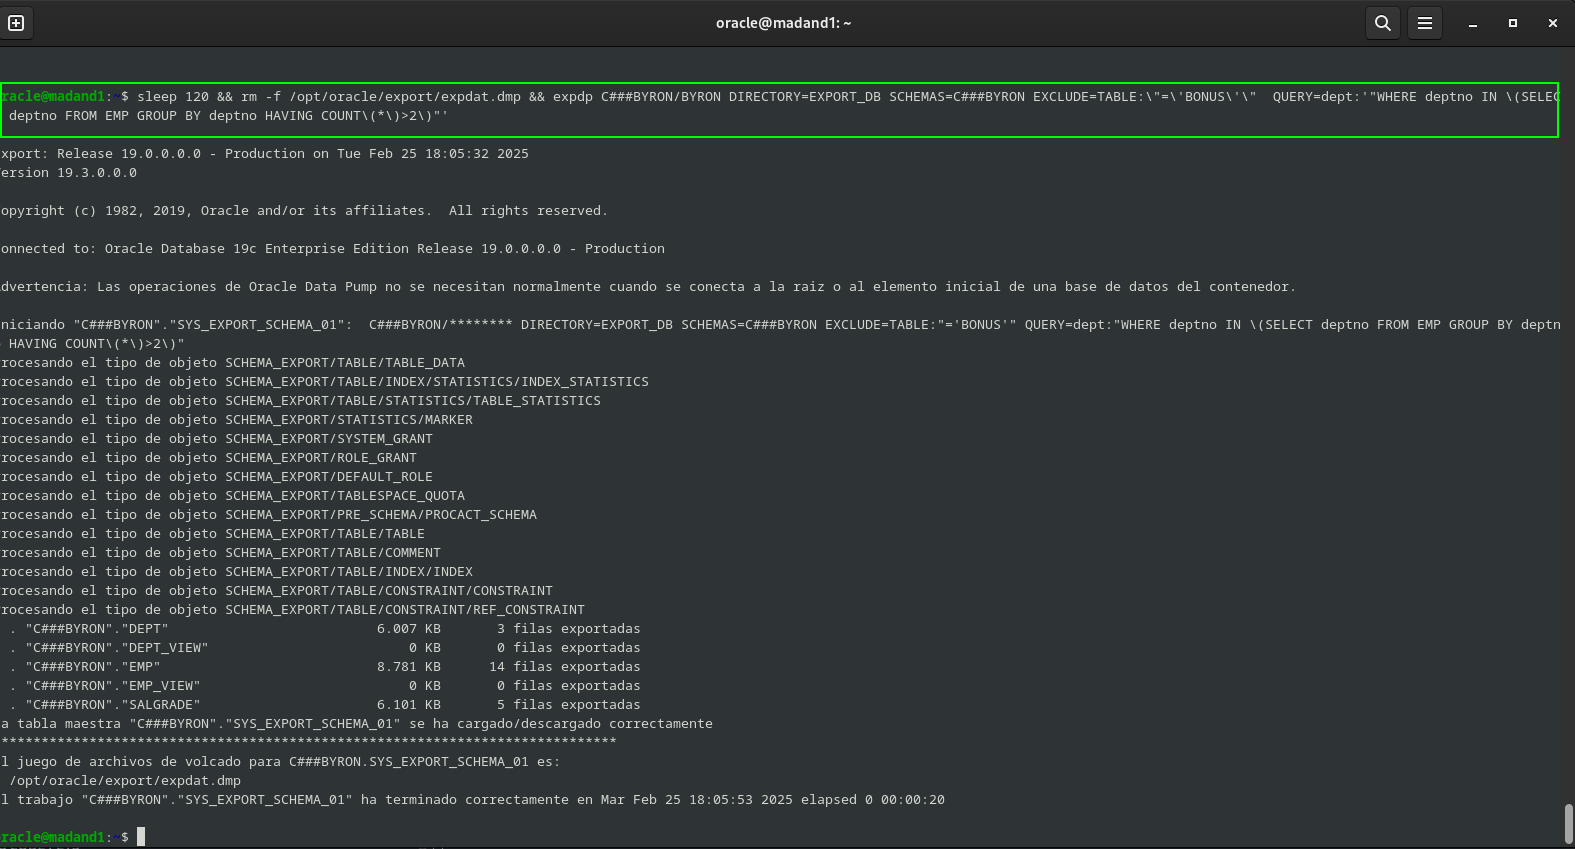 oracle@madand1: ~
racle@madand1:~$ sleep 120 && rm -f /opt/oracle/export/expdat.dmp && expdp C###BYRON/BYRON DIRECTORY=EXPORT_DB SCHEMAS=C###BYRON EXCLUDE=TABLE:\"=\'BONUS\'\"  QUERY=dept:'"WHERE deptno IN \(SELEC
deptno FROM EMP GROUP BY deptno HAVING COUNT\(*\)>2\)"'
xport: Release 19.0.0.0.0 - Production on Tue Feb 25 18:05:32 2025
ersion 19.3.0.0.0
opyright (c) 1982, 2019, Oracle and/or its affiliates.  All rights reserved.
onnected to: Oracle Database 19c Enterprise Edition Release 19.0.0.0.0 - Production
dvertencia: Las operaciones de Oracle Data Pump no se necesitan normalmente cuando se conecta a la raiz o al elemento inicial de una base de datos del contenedor.
niciando "C###BYRON"."SYS_EXPORT_SCHEMA_01":  C###BYRON/******** DIRECTORY=EXPORT_DB SCHEMAS=C###BYRON EXCLUDE=TABLE:"='BONUS'" QUERY=dept:"WHERE deptno IN \(SELECT deptno FROM EMP GROUP BY deptn
HAVING COUNT\(*\)>2\)"
rocesando el tipo de objeto SCHEMA_EXPORT/TABLE/TABLE_DATA
rocesando el tipo de objeto SCHEMA_EXPORT/TABLE/INDEX/STATISTICS/INDEX_STATISTICS
rocesando el tipo de objeto SCHEMA_EXPORT/TABLE/STATISTICS/TABLE_STATISTICS
rocesando el tipo de objeto SCHEMA_EXPORT/STATISTICS/MARKER
rocesando el tipo de objeto SCHEMA_EXPORT/SYSTEM_GRANT
rocesando el tipo de objeto SCHEMA_EXPORT/ROLE_GRANT
rocesando el tipo de objeto SCHEMA_EXPORT/DEFAULT_ROLE
rocesando el tipo de objeto SCHEMA_EXPORT/TABLESPACE_QUOTA
rocesando el tipo de objeto SCHEMA_EXPORT/PRE_SCHEMA/PROCACT_SCHEMA
rocesando el tipo de objeto SCHEMA_EXPORT/TABLE/TABLE
rocesando el tipo de objeto SCHEMA_EXPORT/TABLE/COMMENT
rocesando el tipo de objeto SCHEMA_EXPORT/TABLE/INDEX/INDEX
rocesando el tipo de objeto SCHEMA_EXPORT/TABLE/CONSTRAINT/CONSTRAINT
rocesando el tipo de objeto SCHEMA_EXPORT/TABLE/CONSTRAINT/REF_CONSTRAINT
. "C###BYRON"."DEPT"                          6.007 KB       3 filas exportadas
. "C###BYRON"."DEPT_VIEW"                         0 KB       0 filas exportadas
. "C###BYRON"."EMP"                           8.781 KB      14 filas exportadas
. "C###BYRON"."EMP_VIEW"                          0 KB       0 filas exportadas
. "C###BYRON"."SALGRADE"                      6.101 KB       5 filas exportadas
a tabla maestra "C###BYRON"."SYS_EXPORT_SCHEMA_01" se ha cargado/descargado correctamente
*****************************************************************************
l juego de archivos de volcado para C###BYRON.SYS_EXPORT_SCHEMA_01 es:
/opt/oracle/export/expdat.dmp
l trabajo "C###BYRON"."SYS_EXPORT_SCHEMA_01" ha terminado correctamente en Mar Feb 25 18:05:53 2025 elapsed 0 00:00:20
racle@madand1:~$